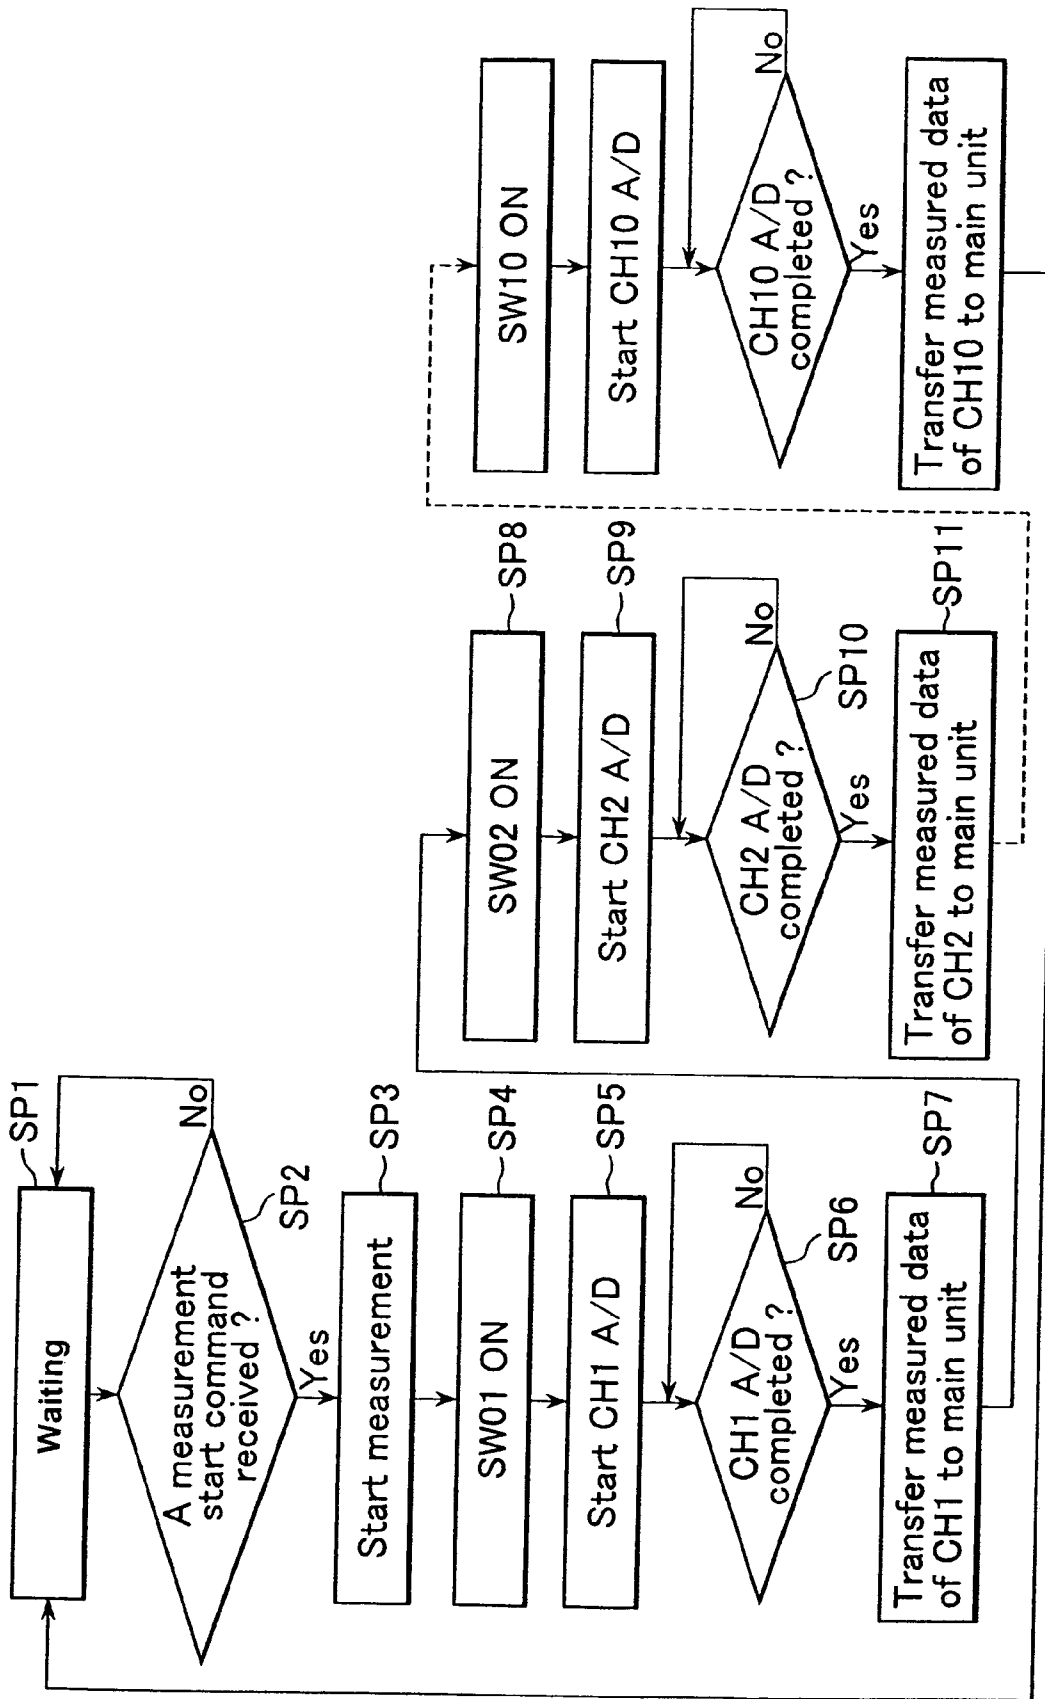 Waiting
SP1
A measurement
start command
received ?
No
SP2
Yes
Start measurement
SP3
SW01 ON
SP4
Start CH1 A/D
SP5
CH1 A/D
completed ?
No
SP6
Yes
Transfer measured data
of CH1 to main unit
SP7
SW02 ON
SP8
Start CH2 A/D
SP9
CH2 A/D
completed ?
No
SP10
Yes
Transfer measured data
of CH2 to main unit
SP11
SW10 ON
Start CH10 A/D
CH10 A/D
completed ?
No
Yes
Transfer measured data
of CH10 to main unit